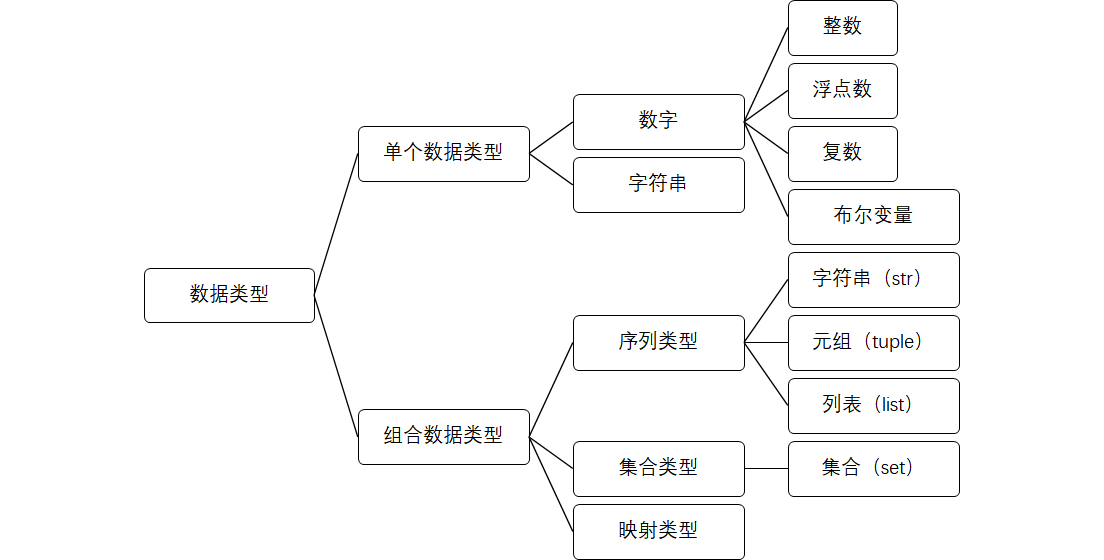 整数
浮点数
数字
单个数据类型
复数
字符串
布尔变量
字符串（str）
数据类型
序列类型
元组（tuple）
列表（list）
组合数据类型
集合类型
集合（set）
映射类型